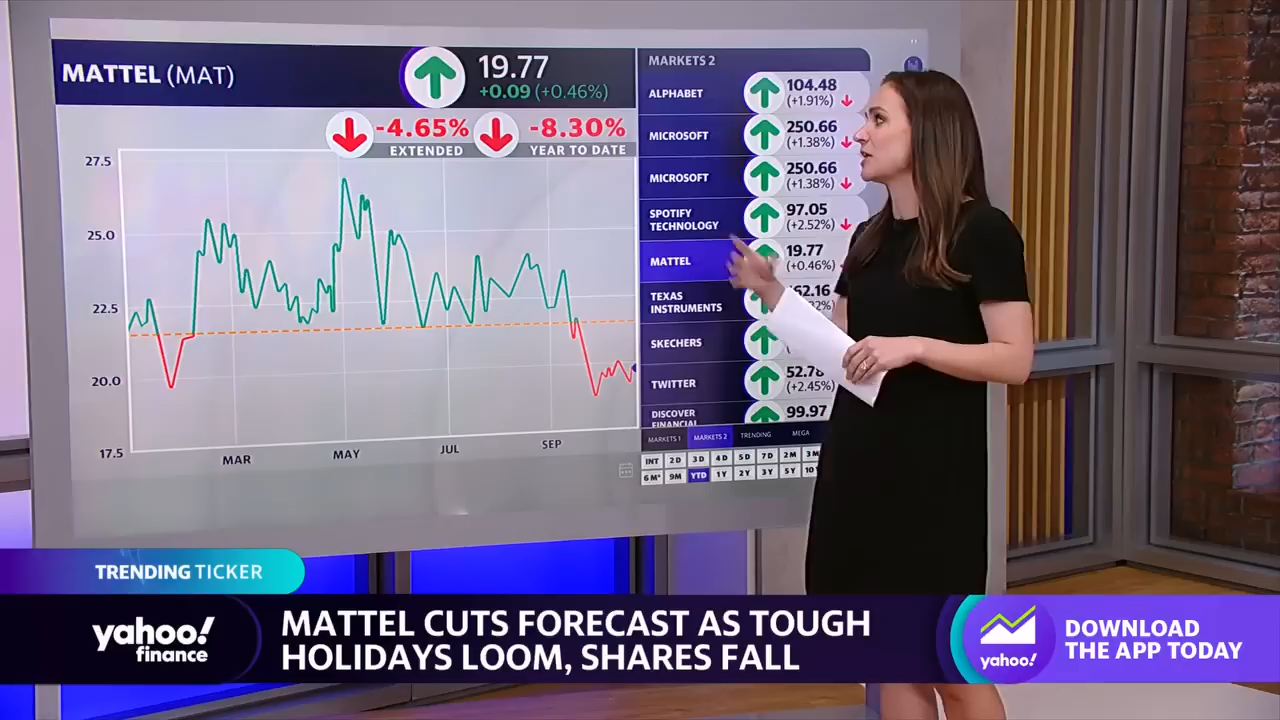 MATTEL (MAT)
19.77
+0.09 (+0.46%)
-4.65%
EXTENDED
-8.30%
YEAR TO DATE
27.5
25.0
22.5
20.0
17.5
MAR
MAY
JUL
SEP
MARKETS 2
ALPHABET
104.48
(+1.91%)
MICROSOFT
250.66
(+1.38%)
MICROSOFT
250.66
(+1.38%)
SPOTIFY
TECHNOLOGY
97.05
(+2.52%)
MATTEL
19.77
(+0.46%)
TEXAS
INSTRUMENTS
SKECHERS
TWITTER
52.78
(+2.45%)
DISCOVER
FINANCIAL
99.97
MARKETS 1 MARKETS 2 TRENDING MEGA
INT 2D 3D 4D 5D 7D 2M 3M
6M* 9M YTD 1Y 2Y 3Y 5Y 10
TRENDING TICKER
yahoo!
finance
MATTEL CUTS FORECAST AS TOUGH
HOLIDAYS LOOM, SHARES FALL
yahoo!
DOWNLOAD
THE APP TODAY